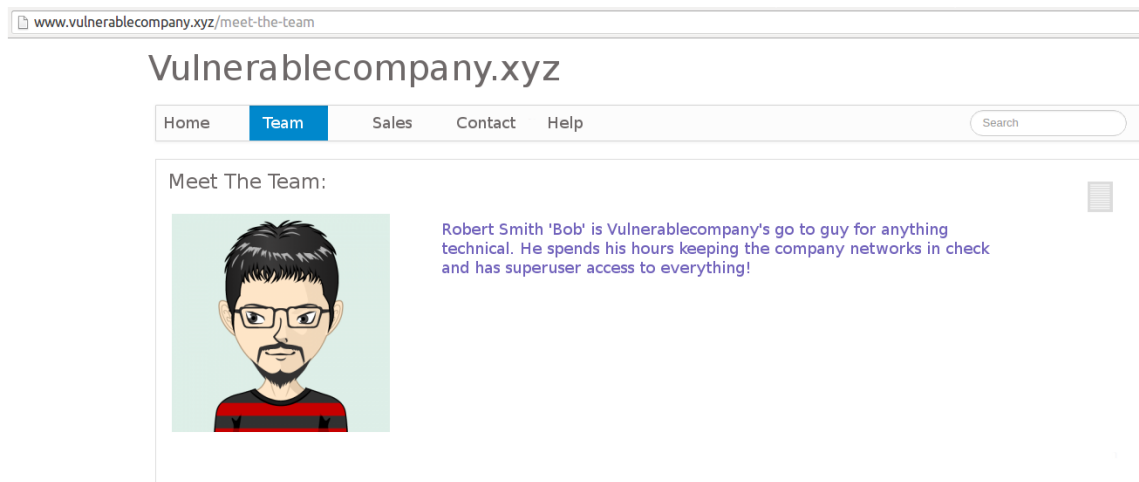 www.vulnerablecompany.xyz/meet-the-team
Vulnerablecompany.xyz
Home Team Sales Contact Help Search
Meet The Team:
Robert Smith 'Bob' is Vulnerablecompany's go to guy for anything
technical. He spends his hours keeping the company networks in check
and has superuser access to everything!